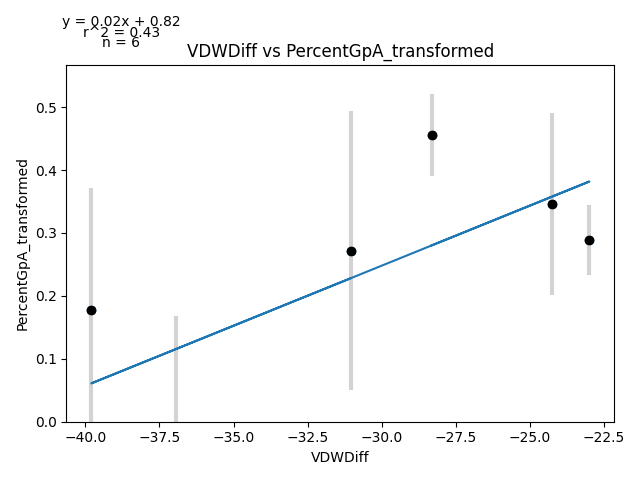 y = 0.02x + 0.82
r^2 = 0.43
n = 6
VDWDiff vs PercentGpA_transformed
PercentGpA_transformed
0.5
0.4
0.3
0.2
0.1
0.0
−40.0 −37.5 −35.0 −32.5 −30.0 −27.5 −25.0 −22.5
VDWDiff